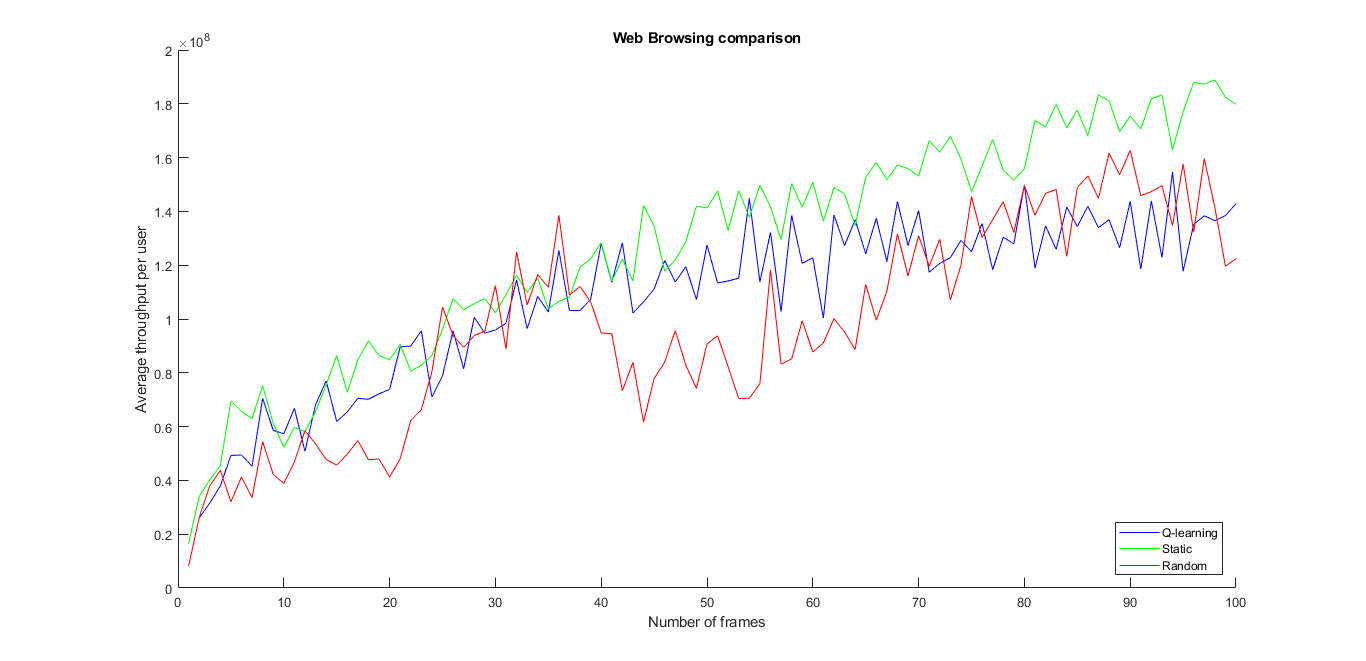 Web Browsing comparison
×10^8
2
1.8
1.6
1.4
1.2
1
0.8
0.6
0.4
0.2
0
Average throughput per user
0 10 20 30 40 50 60 70 80 90 100
Number of frames
Q-learning
Static
Random